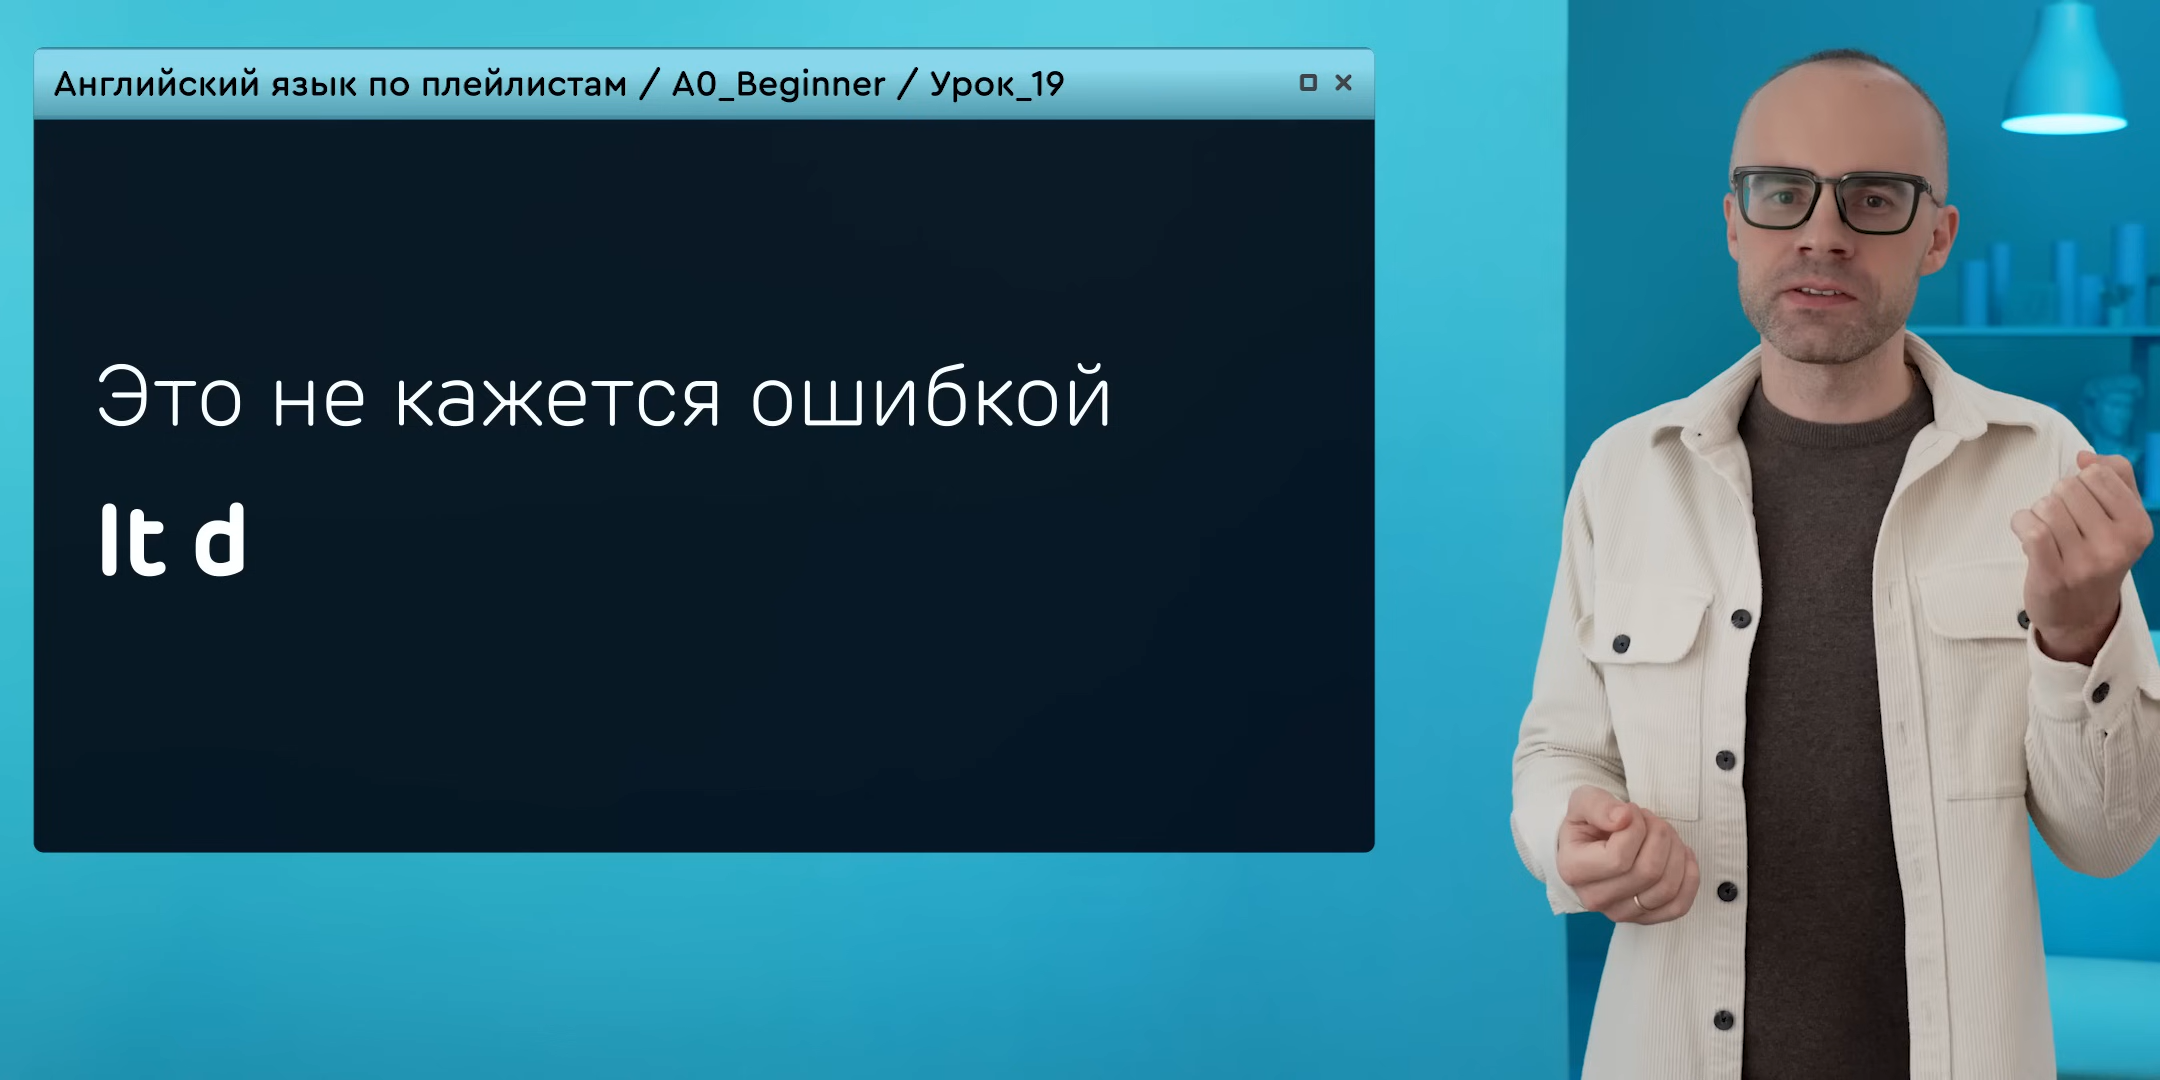 Английский язык по плейлистам / A0_Beginner / Урок_19
Это не кажется ошибкой
It d